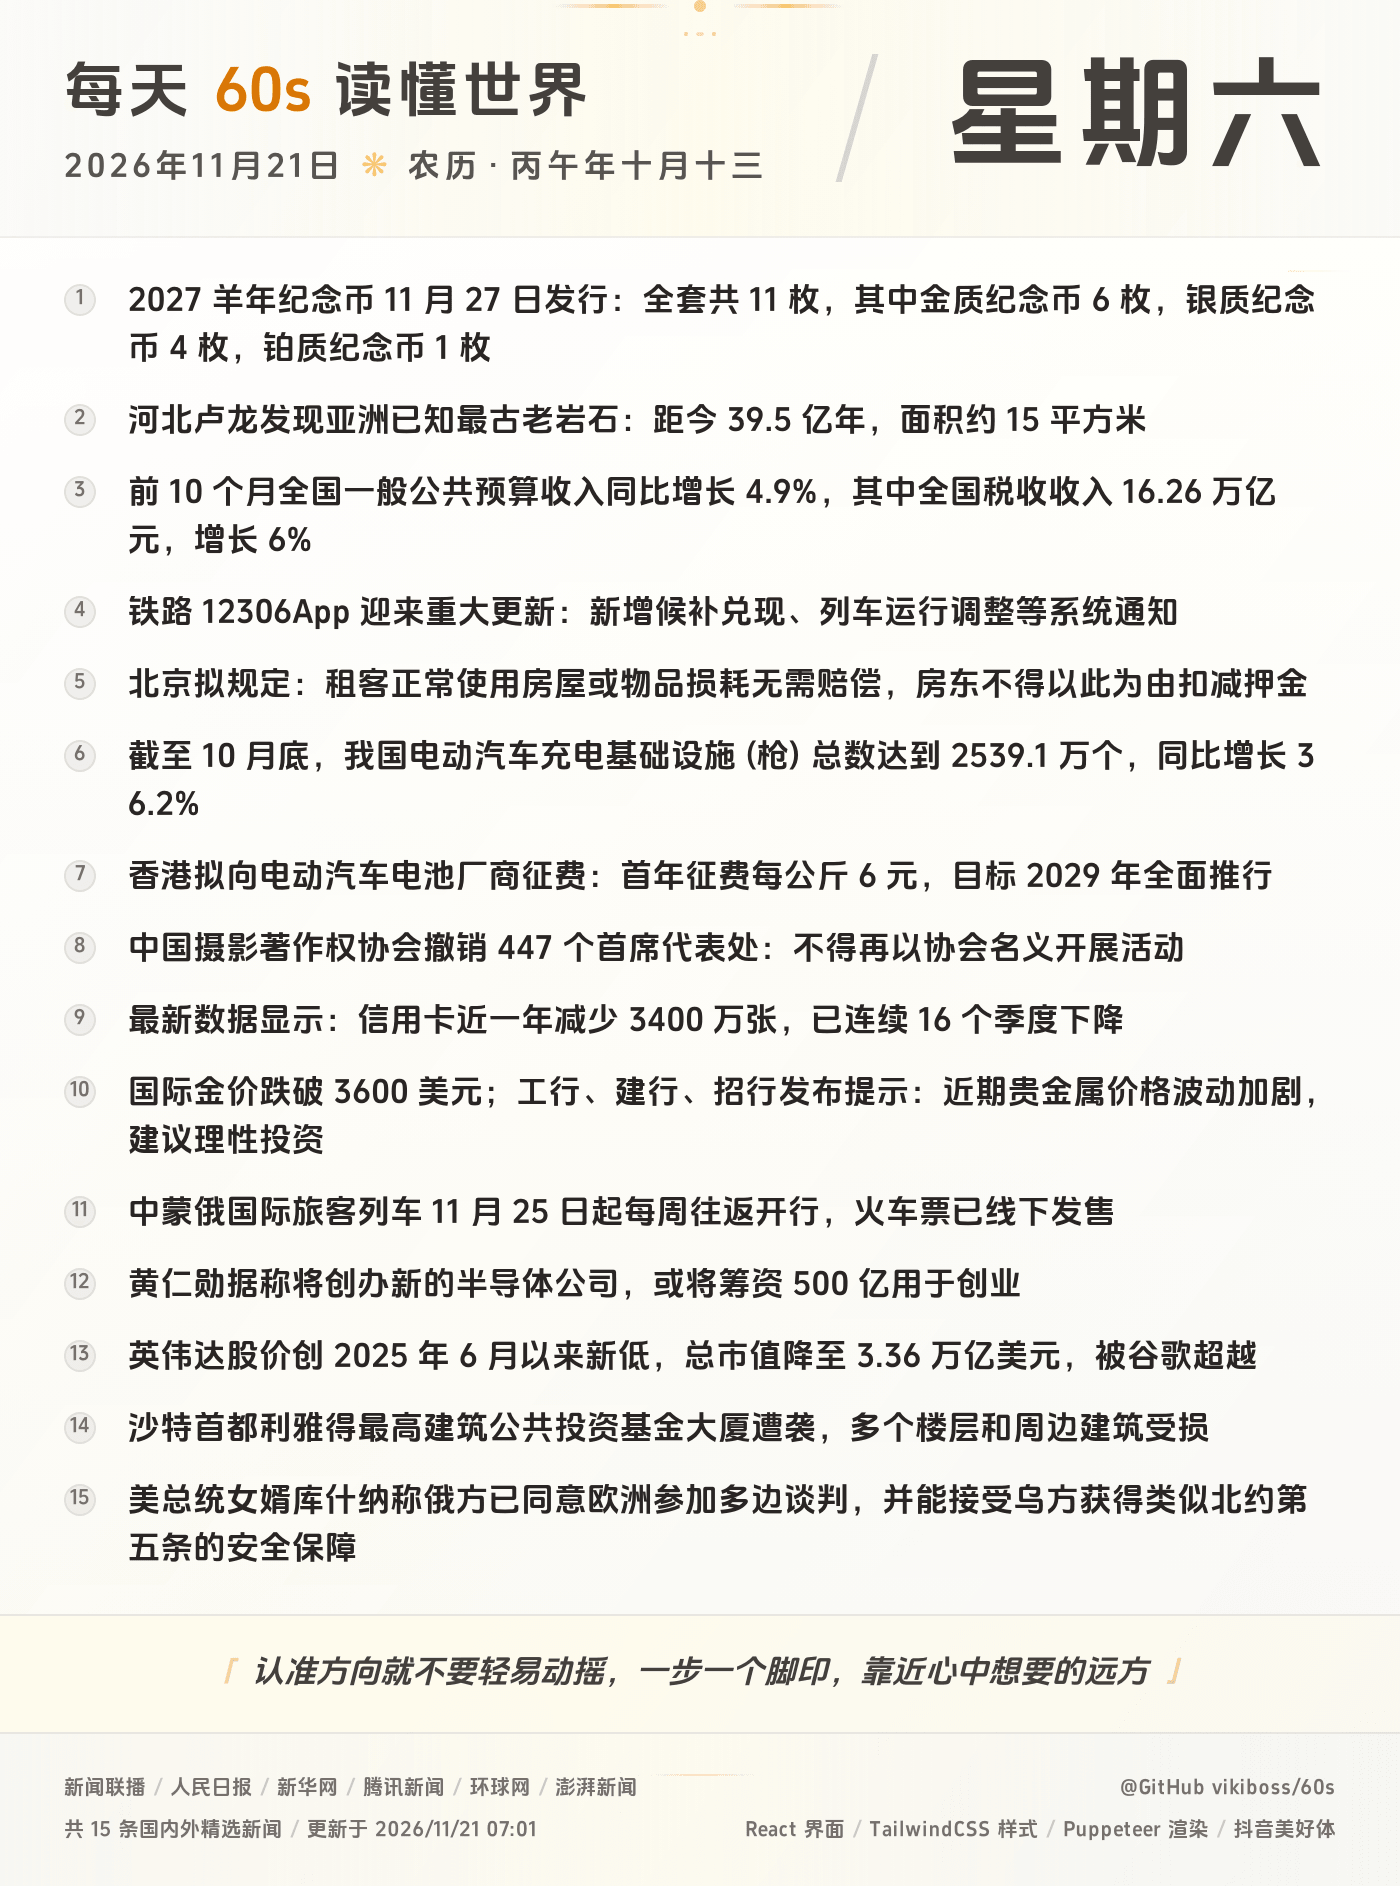 每天 60s 读懂世界
2026年11月21日 ❋ 农历·丙午年十月十三
星期六
1 2027 羊年纪念币 11 月 27 日发行：全套共 11 枚，其中金质纪念币 6 枚，银质纪念
币 4 枚，铂质纪念币 1 枚
2 河北卢龙发现亚洲已知最古老岩石：距今 39.5 亿年，面积约 15 平方米
3 前 10 个月全国一般公共预算收入同比增长 4.9%，其中全国税收收入 16.26 万亿
元，增长 6%
4 铁路 12306App 迎来重大更新：新增候补兑现、列车运行调整等系统通知
5 北京拟规定：租客正常使用房屋或物品损耗无需赔偿，房东不得以此为由扣减押金
6 截至 10 月底，我国电动汽车充电基础设施 (枪) 总数达到 2539.1 万个，同比增长 3
6.2%
7 香港拟向电动汽车电池厂商征费：首年征费每公斤 6 元，目标 2029 年全面推行
8 中国摄影著作权协会撤销 447 个首席代表处：不得再以协会名义开展活动
9 最新数据显示：信用卡近一年减少 3400 万张，已连续 16 个季度下降
10 国际金价跌破 3600 美元；工行、建行、招行发布提示：近期贵金属价格波动加剧，
建议理性投资
11 中蒙俄国际旅客列车 11 月 25 日起每周往返开行，火车票已线下发售
12 黄仁勋据称将创办新的半导体公司，或将筹资 500 亿用于创业
13 英伟达股价创 2025 年 6 月以来新低，总市值降至 3.36 万亿美元，被谷歌超越
14 沙特首都利雅得最高建筑公共投资基金大厦遭袭，多个楼层和周边建筑受损
15 美总统女婿库什纳称俄方已同意欧洲参加多边谈判，并能接受乌方获得类似北约第
五条的安全保障
「 认准方向就不要轻易动摇，一步一个脚印，靠近心中想要的远方 」
新闻联播 / 人民日报 / 新华网 / 腾讯新闻 / 环球网 / 澎湃新闻
@GitHub vikiboss/60s
共 15 条国内外精选新闻 / 更新于 2026/11/21 07:01
React 界面 / TailwindCSS 样式 / Puppeteer 渲染 / 抖音美好体